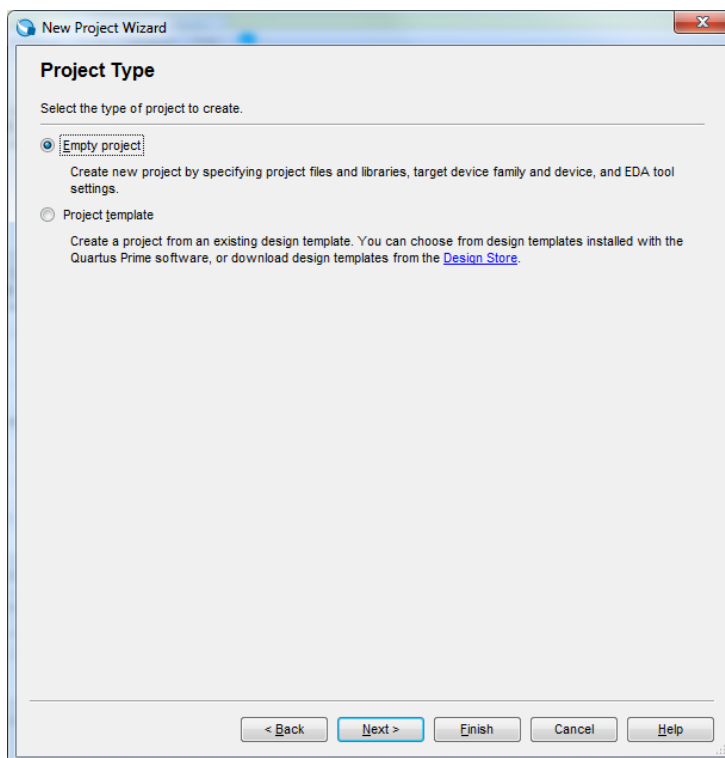 New Project Wizard
Project Type
Select the type of project to create.
Empty project
Create new project by specifying project files and libraries, target device family and device, and EDA tool
settings.
Project template
Create a project from an existing design template. You can choose from design templates installed with the
Quartus Prime software, or download design templates from the Design Store.
< Back Next > Finish Cancel Help